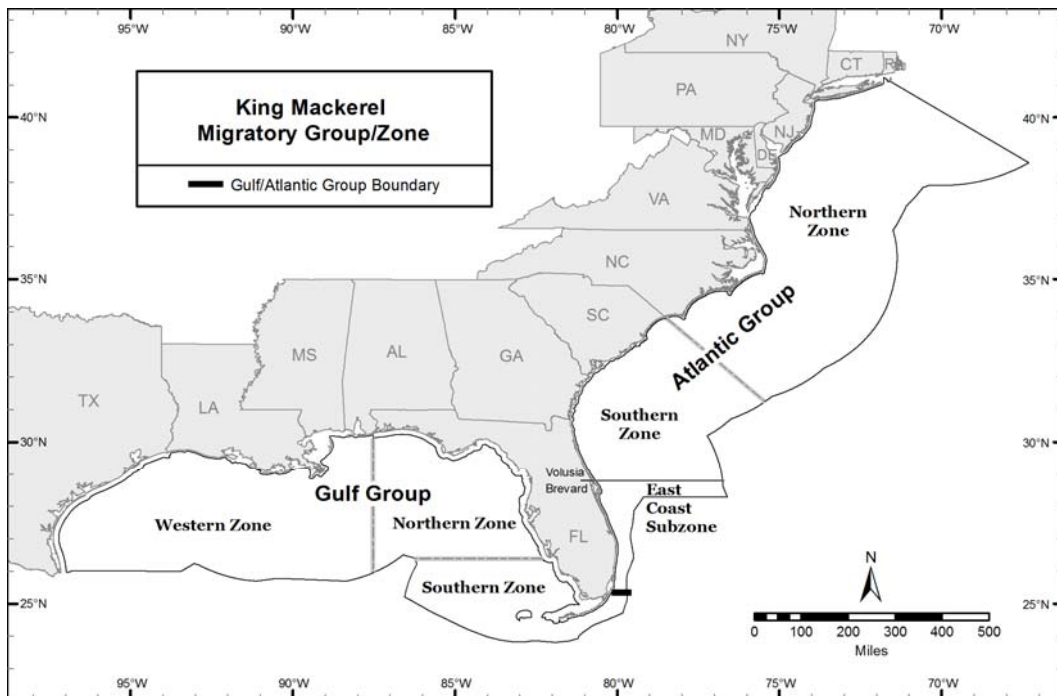 95°W 90°W 85°W 80°W 75°W 70°W
King Mackerel
Migratory Group/Zone
Gulf/Atlantic Group Boundary
NY
CT
RI
PA
40°N
40°N
MD
NJ
DE
VA
Northern
Zone
NC
35°N
35°N
SC
Atlantic Group
MS
AL
GA
TX
LA
Southern
Zone
30°N
30°N
Volusia
Brevard
East
Coast
Subzone
Gulf Group
Western Zone
Northern Zone
FL
Southern Zone
N
25°N
25°N
0 50 100 200 300 400 500
Miles
95°W 90°W 85°W 80°W 75°W 70°W